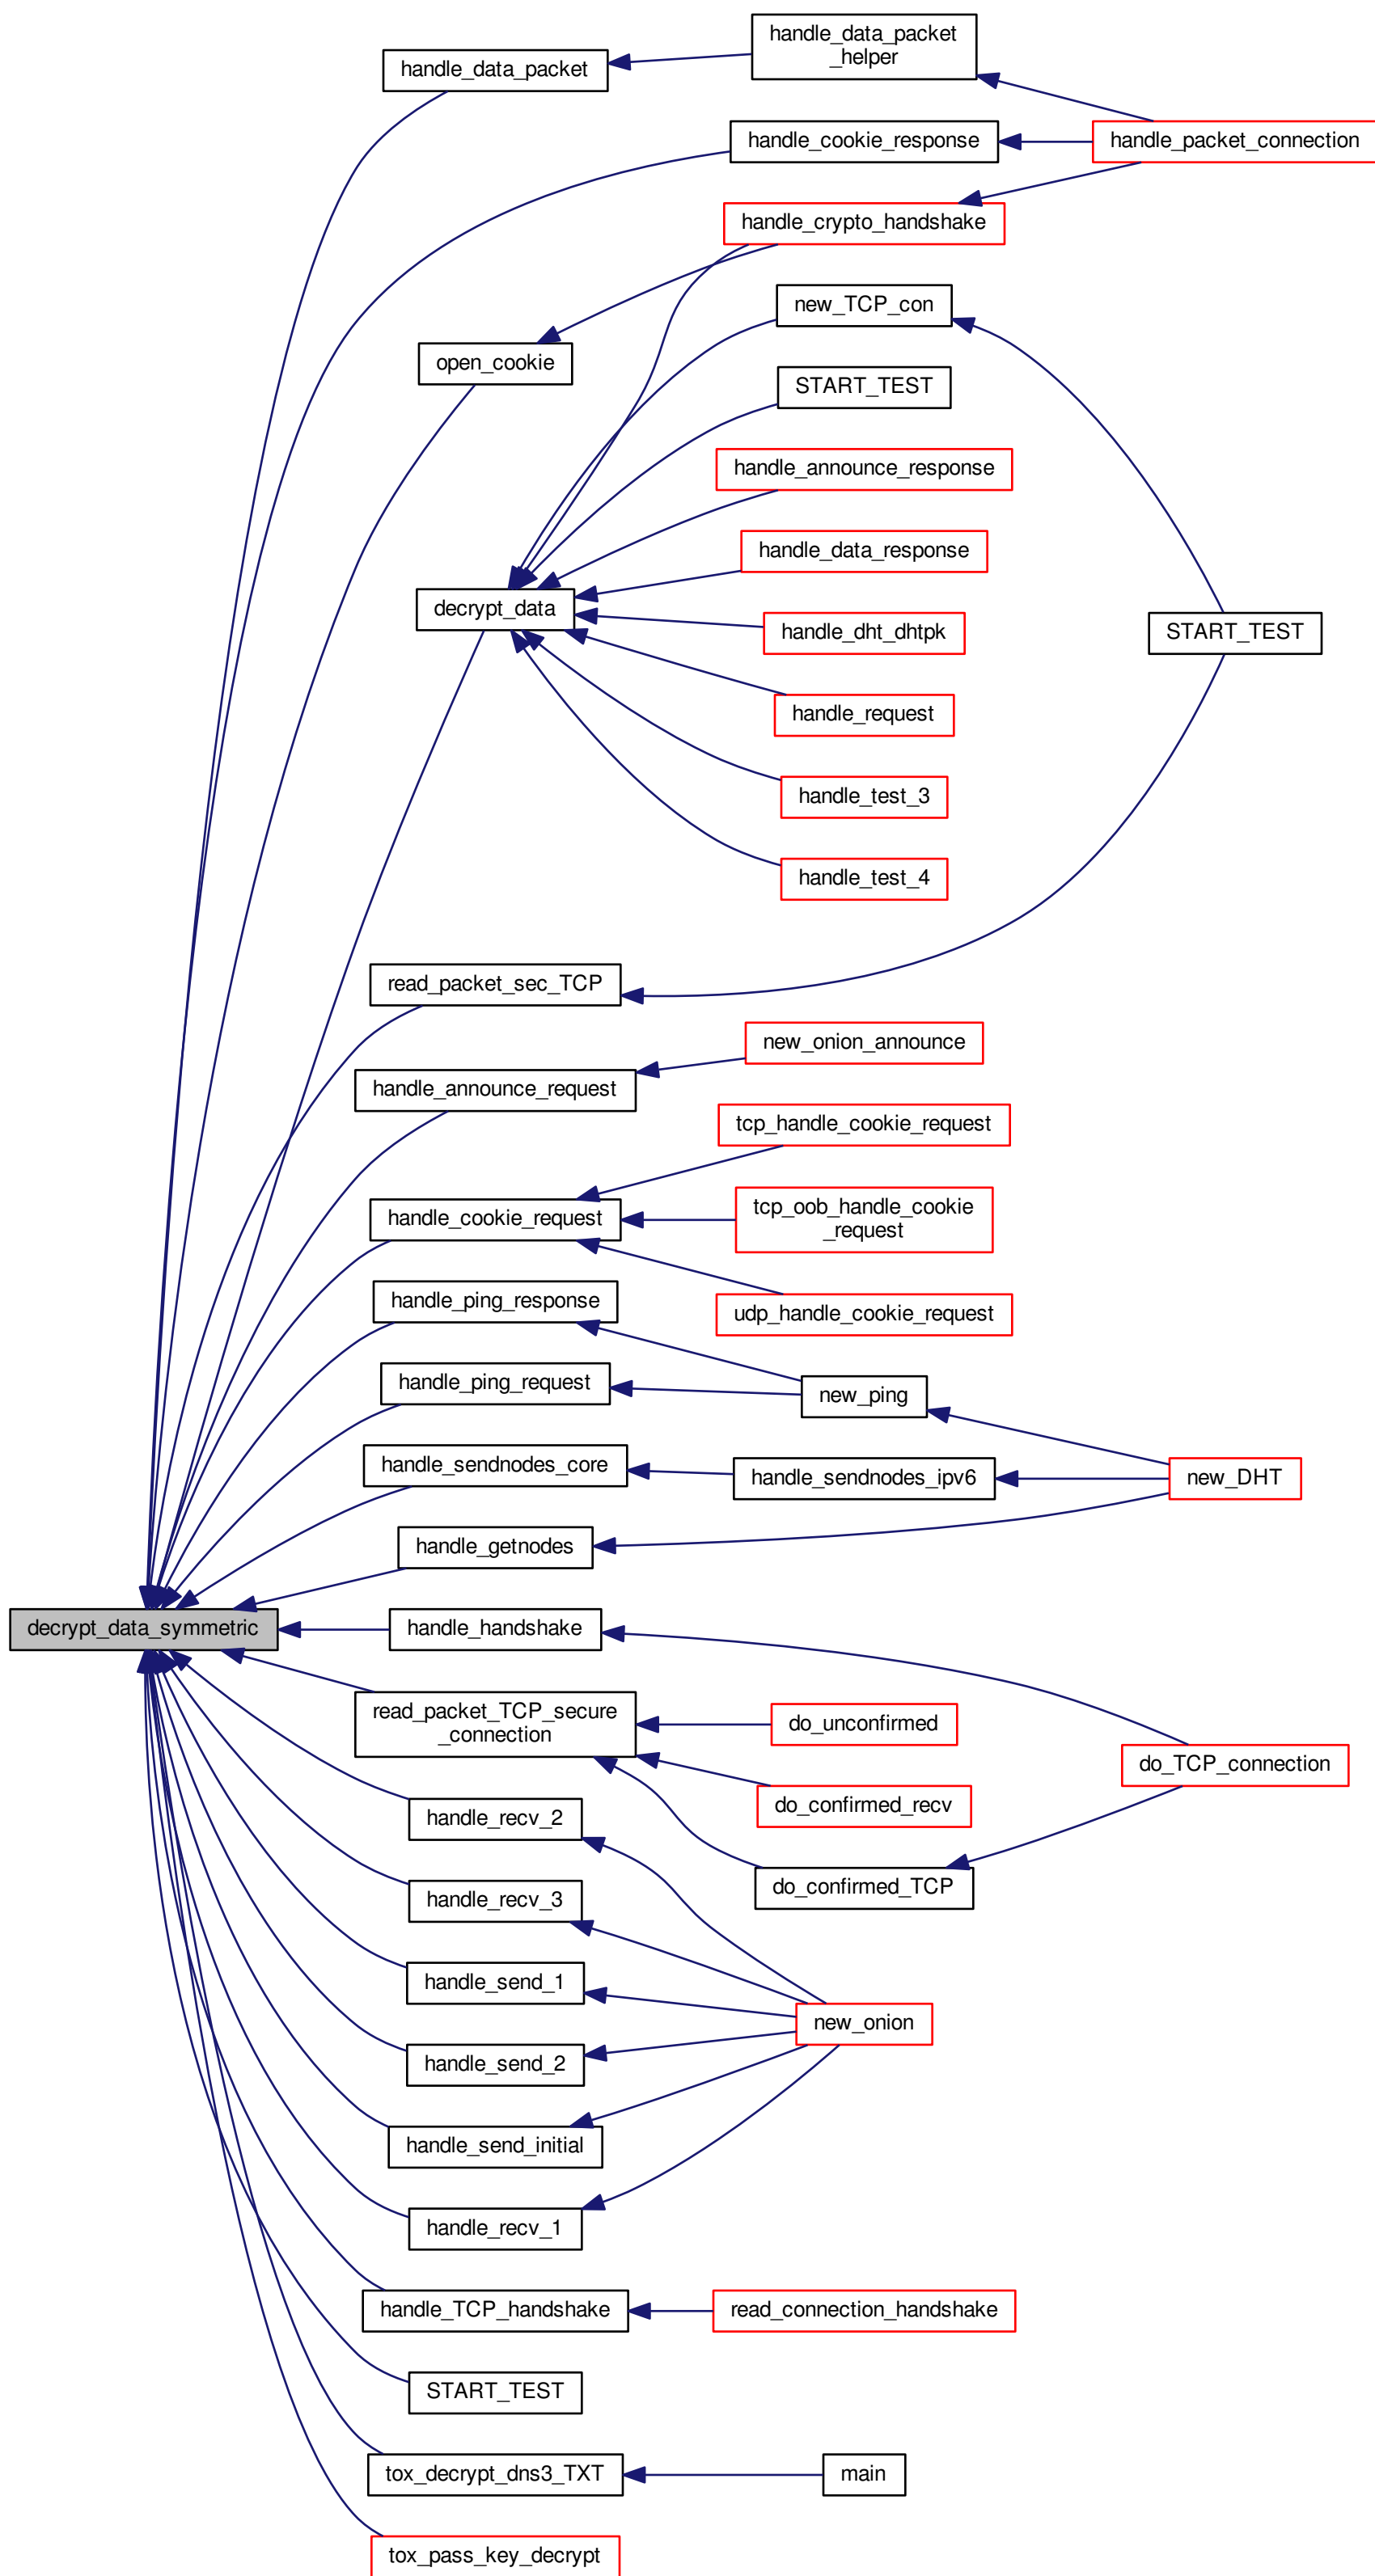 handle_data_packet
_helper
handle_data_packet
handle_cookie_response
handle_packet_connection
handle_crypto_handshake
new_TCP_con
open_cookie
START_TEST
handle_announce_response
handle_data_response
decrypt_data
handle_dht_dhtpk
START_TEST
handle_request
handle_test_3
handle_test_4
read_packet_sec_TCP
new_onion_announce
handle_announce_request
tcp_handle_cookie_request
handle_cookie_request
tcp_oob_handle_cookie
_request
handle_ping_response
udp_handle_cookie_request
handle_ping_request
new_ping
handle_sendnodes_core
handle_sendnodes_ipv6
new_DHT
handle_getnodes
decrypt_data_symmetric
handle_handshake
read_packet_TCP_secure
_connection
do_unconfirmed
do_TCP_connection
do_confirmed_recv
handle_recv_2
do_confirmed_TCP
handle_recv_3
handle_send_1
new_onion
handle_send_2
handle_send_initial
handle_recv_1
handle_TCP_handshake
read_connection_handshake
START_TEST
tox_decrypt_dns3_TXT
main
tox_pass_key_decrypt